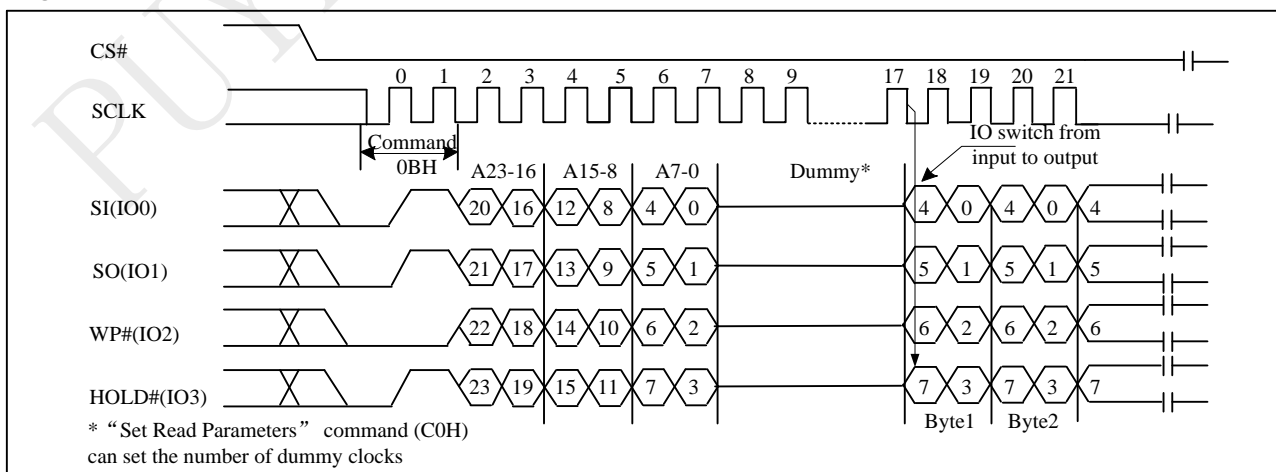 PUYA
CS#
0 1 2 3 4 5 6 7 8 9 17 18 19 20 21
SCLK
IO switch from
input to output
Command
0BH
A23-16 A15-8 A7-0 Dummy*
SI(IO0) 20 16 12 8 4 0 4 0 4 0 4
SO(IO1) 21 17 13 9 5 1 5 1 5 1 5
WP#(IO2) 22 18 14 10 6 2 6 2 6 2 6
HOLD#(IO3) 23 19 15 11 7 3 7 3 7 3 7
Byte1 Byte2
* “Set Read Parameters” command (C0H)
can set the number of dummy clocks